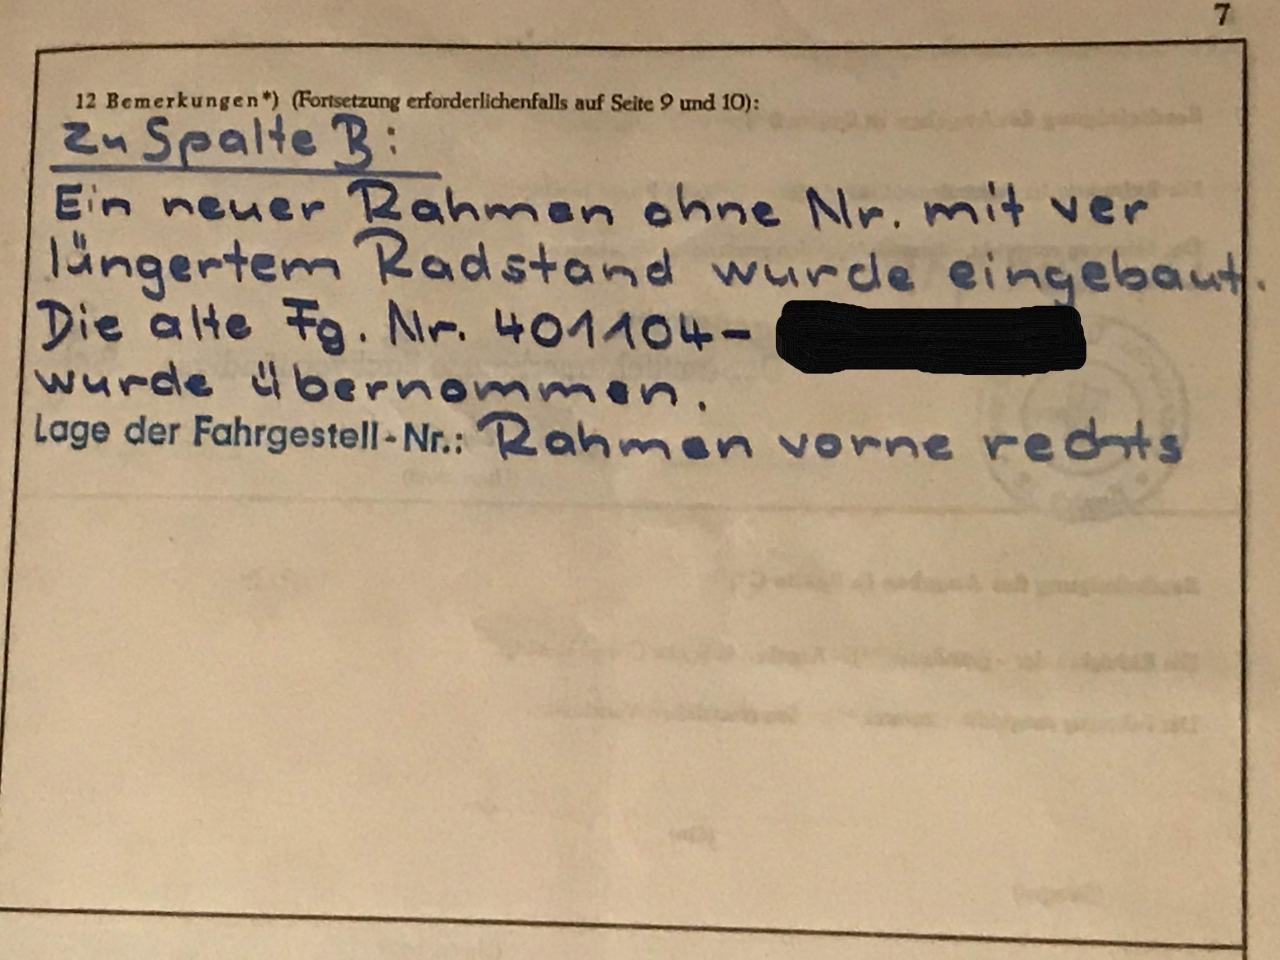 7
12 Bemerkungen*) (Fortsetzung erforderlichenfalls auf Seite 9 und 10):
Zu Spalte B:
Ein neuer Rahmen ohne Nr. mit ver
längertem Radstand wurde eingebaut.
Die alte Fg. Nr. 401104-
wurde übernommen.
Lage der Fahrgestell-Nr.: Rahmen vorne rechts